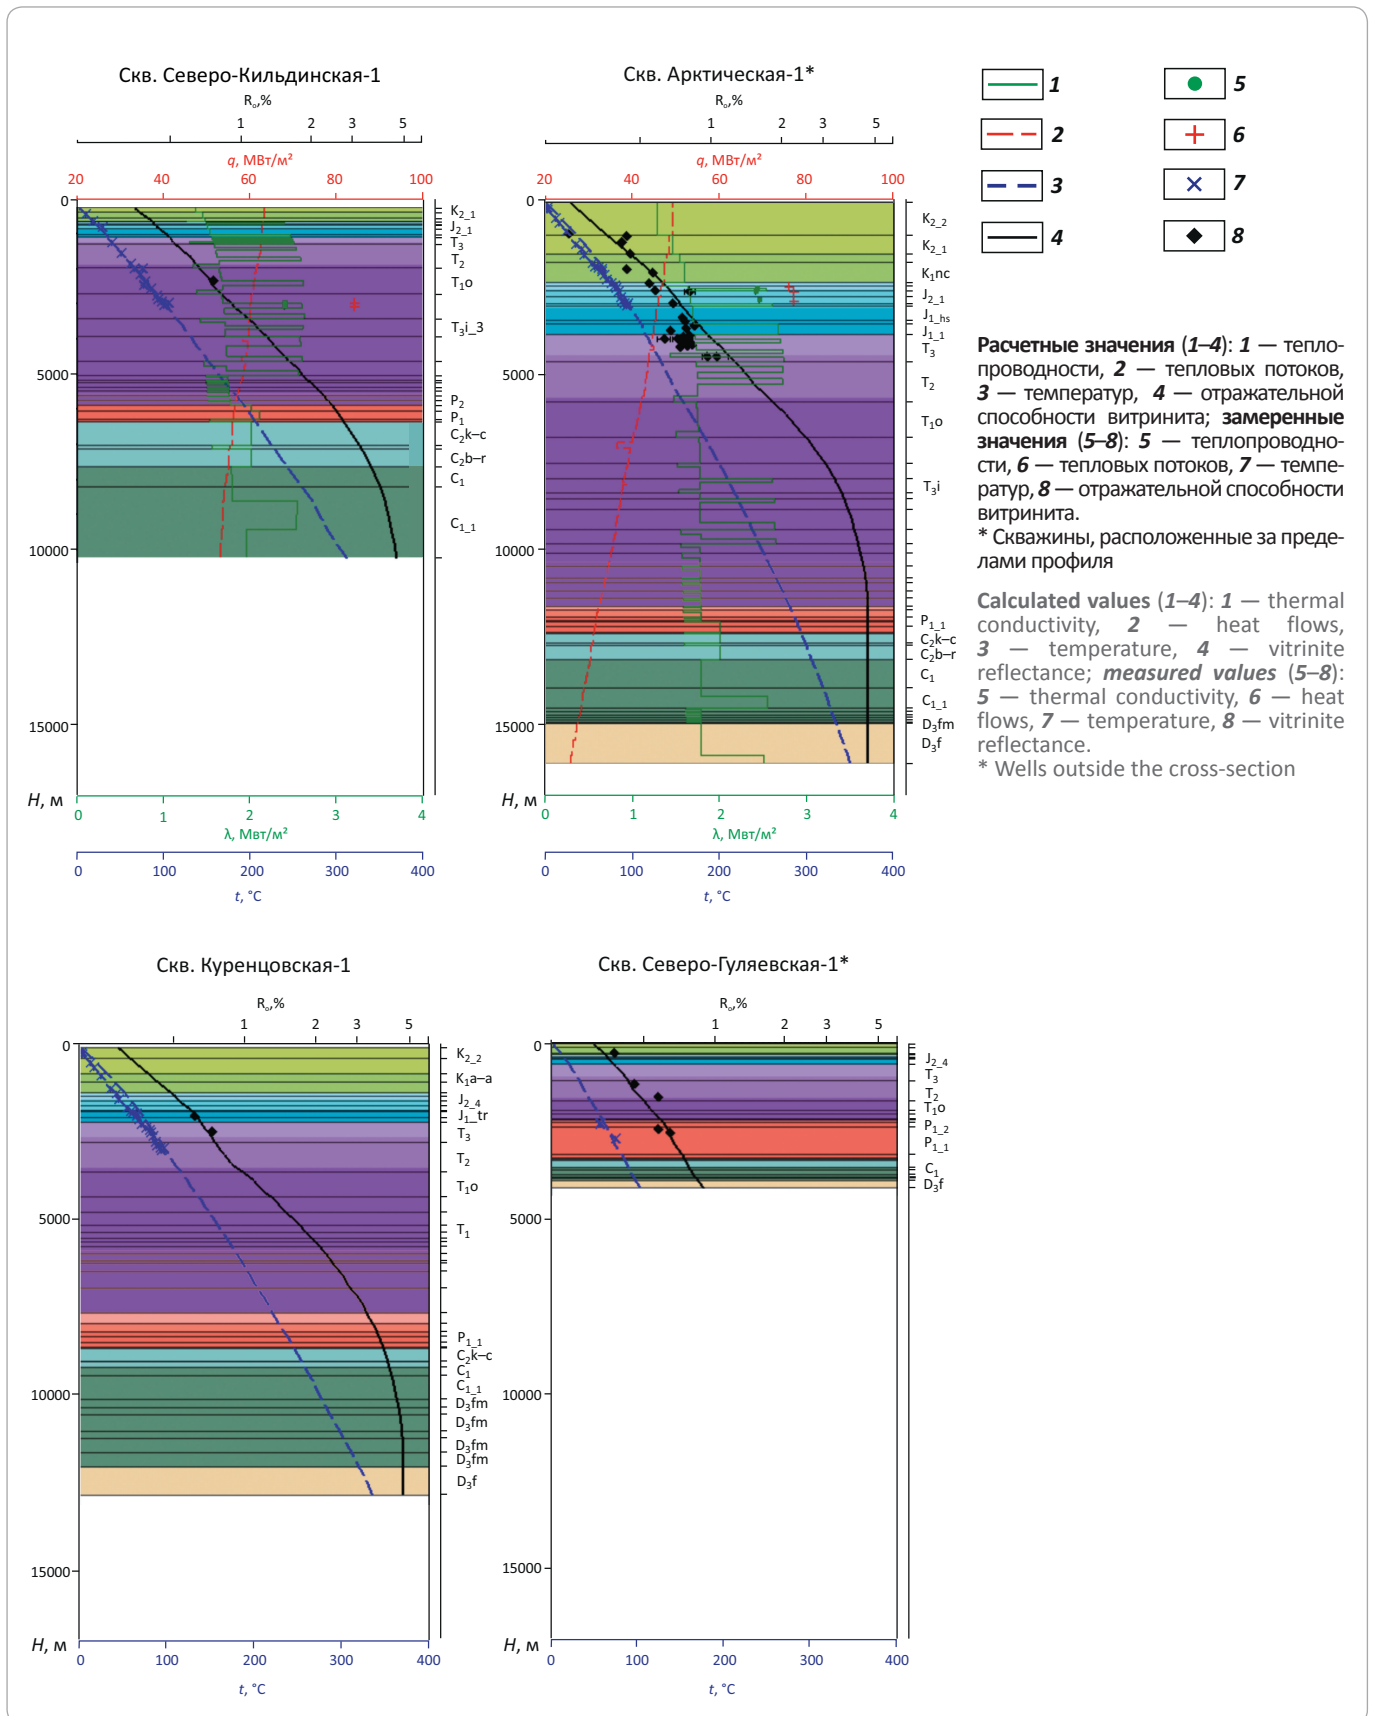 Скв. Северо-Кильдинская-1
Rₒ,%
1 2 3 5
q, МВт/м²
20 40 60 80 100
0
5000
10000
15000
H, м
K₂_₁
J₂_₁
T₃
T₂
T₁o
T₃i_3
P₂
P₁
C₂k–c
C₂b–r
C₁
C₁_₁
0 1 2 3 4
λ, Мвт/м²
0 100 200 300 400
t, °C
Скв. Арктическая-1*
Rₒ,%
1 2 3 5
q, МВт/м²
20 40 60 80 100
0
5000
10000
15000
H, м
K₂_₂
K₂_₁
K₁nc
J₂_₁
J₁_hs
J₁_₁
T₃
T₂
T₁o
T₃i
P₁_₁
C₂k–c
C₂b–r
C₁
C₁_₁
D₃fm
D₃f
0 1 2 3 4
λ, Мвт/м²
0 100 200 300 400
t, °C
1 5
2 6
3 7
4 8
Расчетные значения (1–4): 1 — тепло-
проводности, 2 — тепловых потоков,
3 — температур, 4 — отражательной
способности витринита; замеренные
значения (5–8): 5 — теплопроводно-
сти, 6 — тепловых потоков, 7 — темпе-
ратур, 8 — отражательной способности
витринита.
* Скважины, расположенные за преде-
лами профиля
Calculated values (1–4): 1 — thermal
conductivity, 2 — heat flows,
3 — temperature, 4 — vitrinite
reflectance; measured values (5–8):
5 — thermal conductivity, 6 — heat
flows, 7 — temperature, 8 — vitrinite
reflectance.
* Wells outside the cross-section
Скв. Куренцовская-1
Rₒ,%
1 2 3 5
0
5000
10000
15000
H, м
K₂_₂
K₁a–a
J₂_₄
J₁_tr
T₃
T₂
T₁o
T₁
P₁_₁
C₂k–c
C₁
C₁_₁
D₃fm
D₃fm
D₃fm
D₃fm
D₃f
0 100 200 300 400
t, °C
Скв. Северо-Гуляевская-1*
Rₒ,%
1 2 3 5
0
5000
10000
15000
H, м
J₂_₄
T₃
T₂
T₁o
P₁_₂
P₁_₁
C₁
D₃f
0 100 200 300 400
t, °C